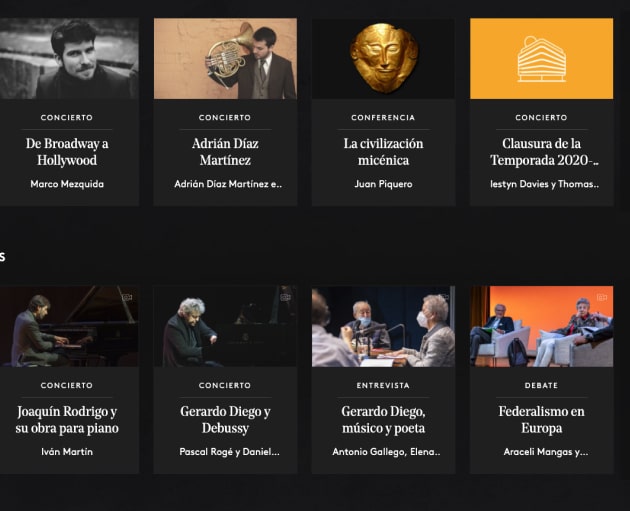 CONCIERTO
De Broadway a
Hollywood
Marco Mezquida
CONCIERTO
Adrián Díaz
Martínez
Adrián Díaz Martínez e..
CONFERENCIA
La civilización
micénica
Juan Piquero
CONCIERTO
Clausura de la
Temporada 2020-..
Iestyn Davies y Thomas..
S
CONCIERTO
Joaquín Rodrigo y
su obra para piano
Iván Martín
CONCIERTO
Gerardo Diego y
Debussy
Pascal Rogé y Daniel...
ENTREVISTA
Gerardo Diego,
músico y poeta
Antonio Gallego, Elena..
DEBATE
Federalismo en
Europa
Araceli Mangas y...